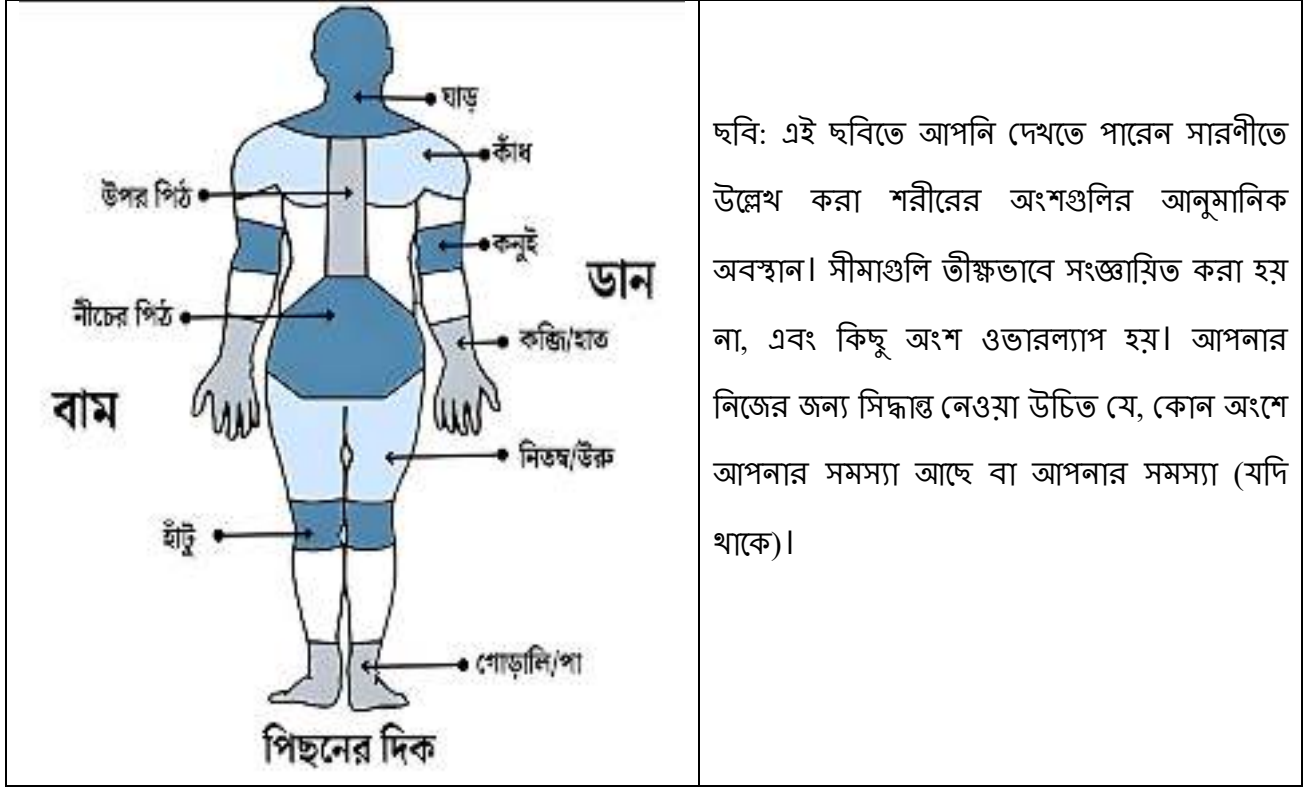 ঘাড়
কাঁধ
উপর পিঠ
কনুই
ডান
নীচের পিঠ
কব্জি/হাত
বাম
নিতম্ব/উরু
হাঁটু
গোড়ালি/পা
পিছনের দিক
ছবি: এই ছবিতে আপনি দেখতে পারেন সারণীতে
উল্লেখ করা শরীরের অংশগুলির আনুমানিক
অবস্থান। সীমাগুলি তীক্ষ্ণভাবে সংজ্ঞায়িত করা হয়
না, এবং কিছু অংশ ওভারল্যাপ হয়। আপনার
নিজের জন্য সিদ্ধান্ত নেওয়া উচিত যে, কোন অংশে
আপনার সমস্যা আছে বা আপনার সমস্যা (যদি
থাকে)।